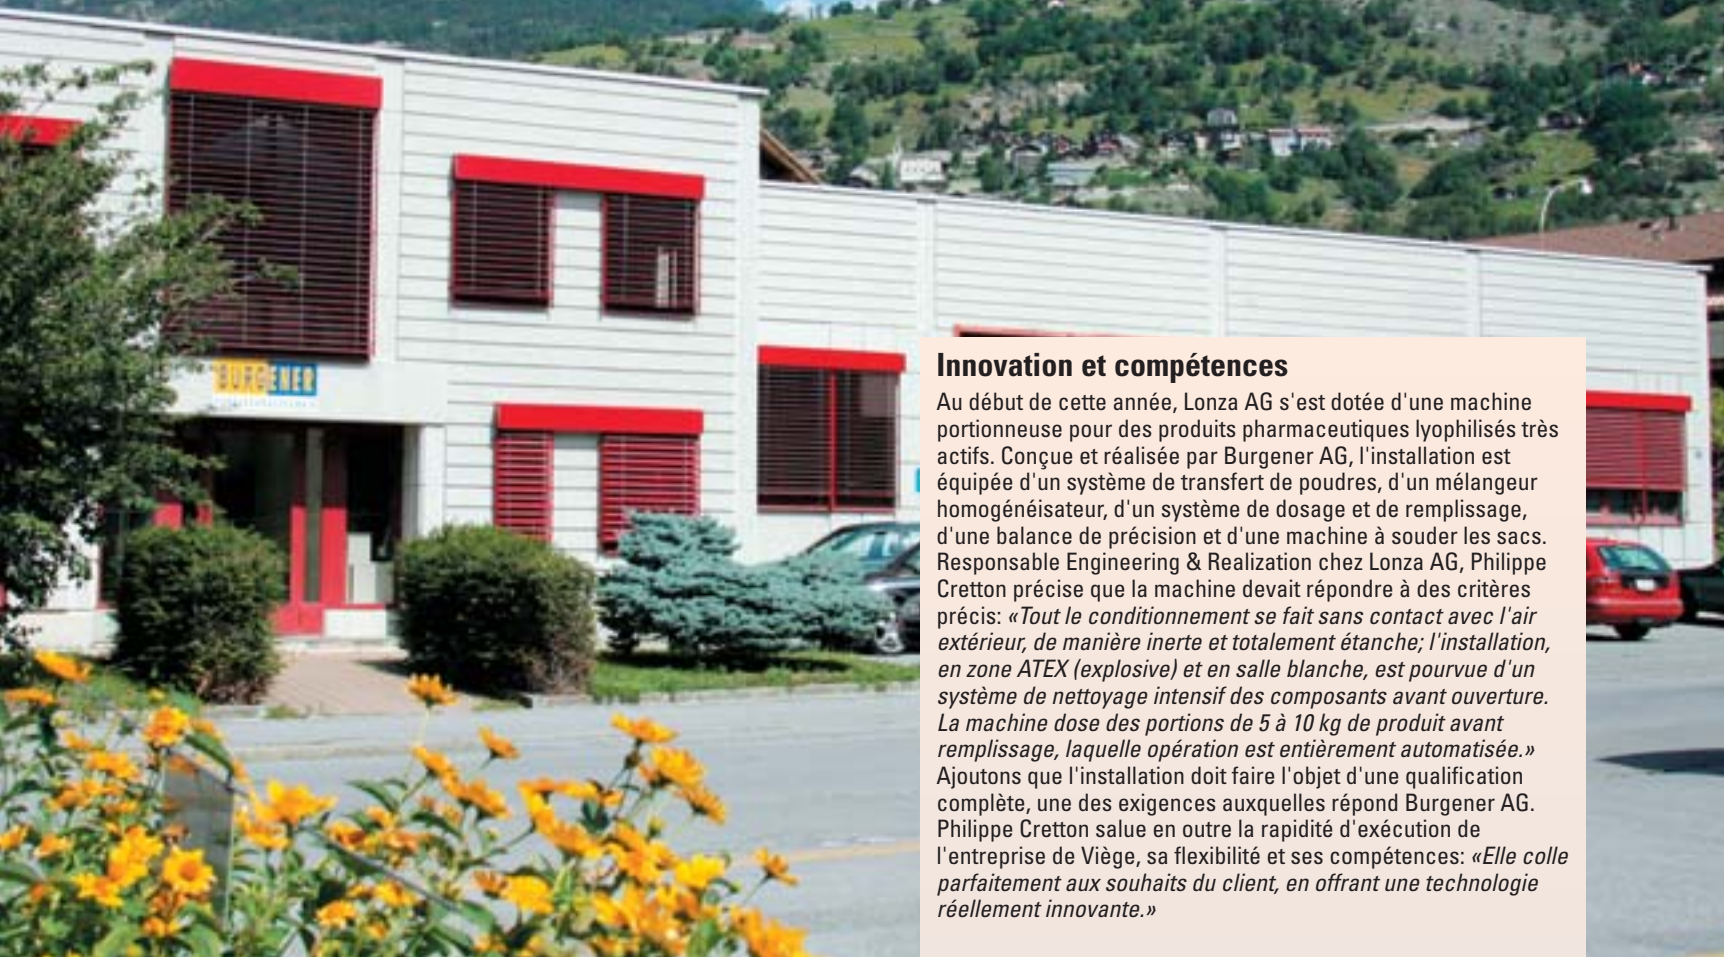 BURGENER
Innovation et compétences
Au début de cette année, Lonza AG s'est dotée d'une machine
portionneuse pour des produits pharmaceutiques lyophilisés très
actifs. Conçue et réalisée par Burgener AG, l'installation est
équipée d'un système de transfert de poudres, d'un mélangeur
homogénéisateur, d'un système de dosage et de remplissage,
d'une balance de précision et d'une machine à souder les sacs.
Responsable Engineering & Realization chez Lonza AG, Philippe
Cretton précise que la machine devait répondre à des critères
précis: «Tout le conditionnement se fait sans contact avec l'air
extérieur, de manière inerte et totalement étanche; l'installation,
en zone ATEX (explosive) et en salle blanche, est pourvue d'un
système de nettoyage intensif des composants avant ouverture.
La machine dose des portions de 5 à 10 kg de produit avant
remplissage, laquelle opération est entièrement automatisée.»
Ajoutons que l'installation doit faire l'objet d'une qualification
complète, une des exigences auxquelles répond Burgener AG.
Philippe Cretton salue en outre la rapidité d'exécution de
l'entreprise de Viège, sa flexibilité et ses compétences: «Elle colle
parfaitement aux souhaits du client, en offrant une technologie
réellement innovante.»